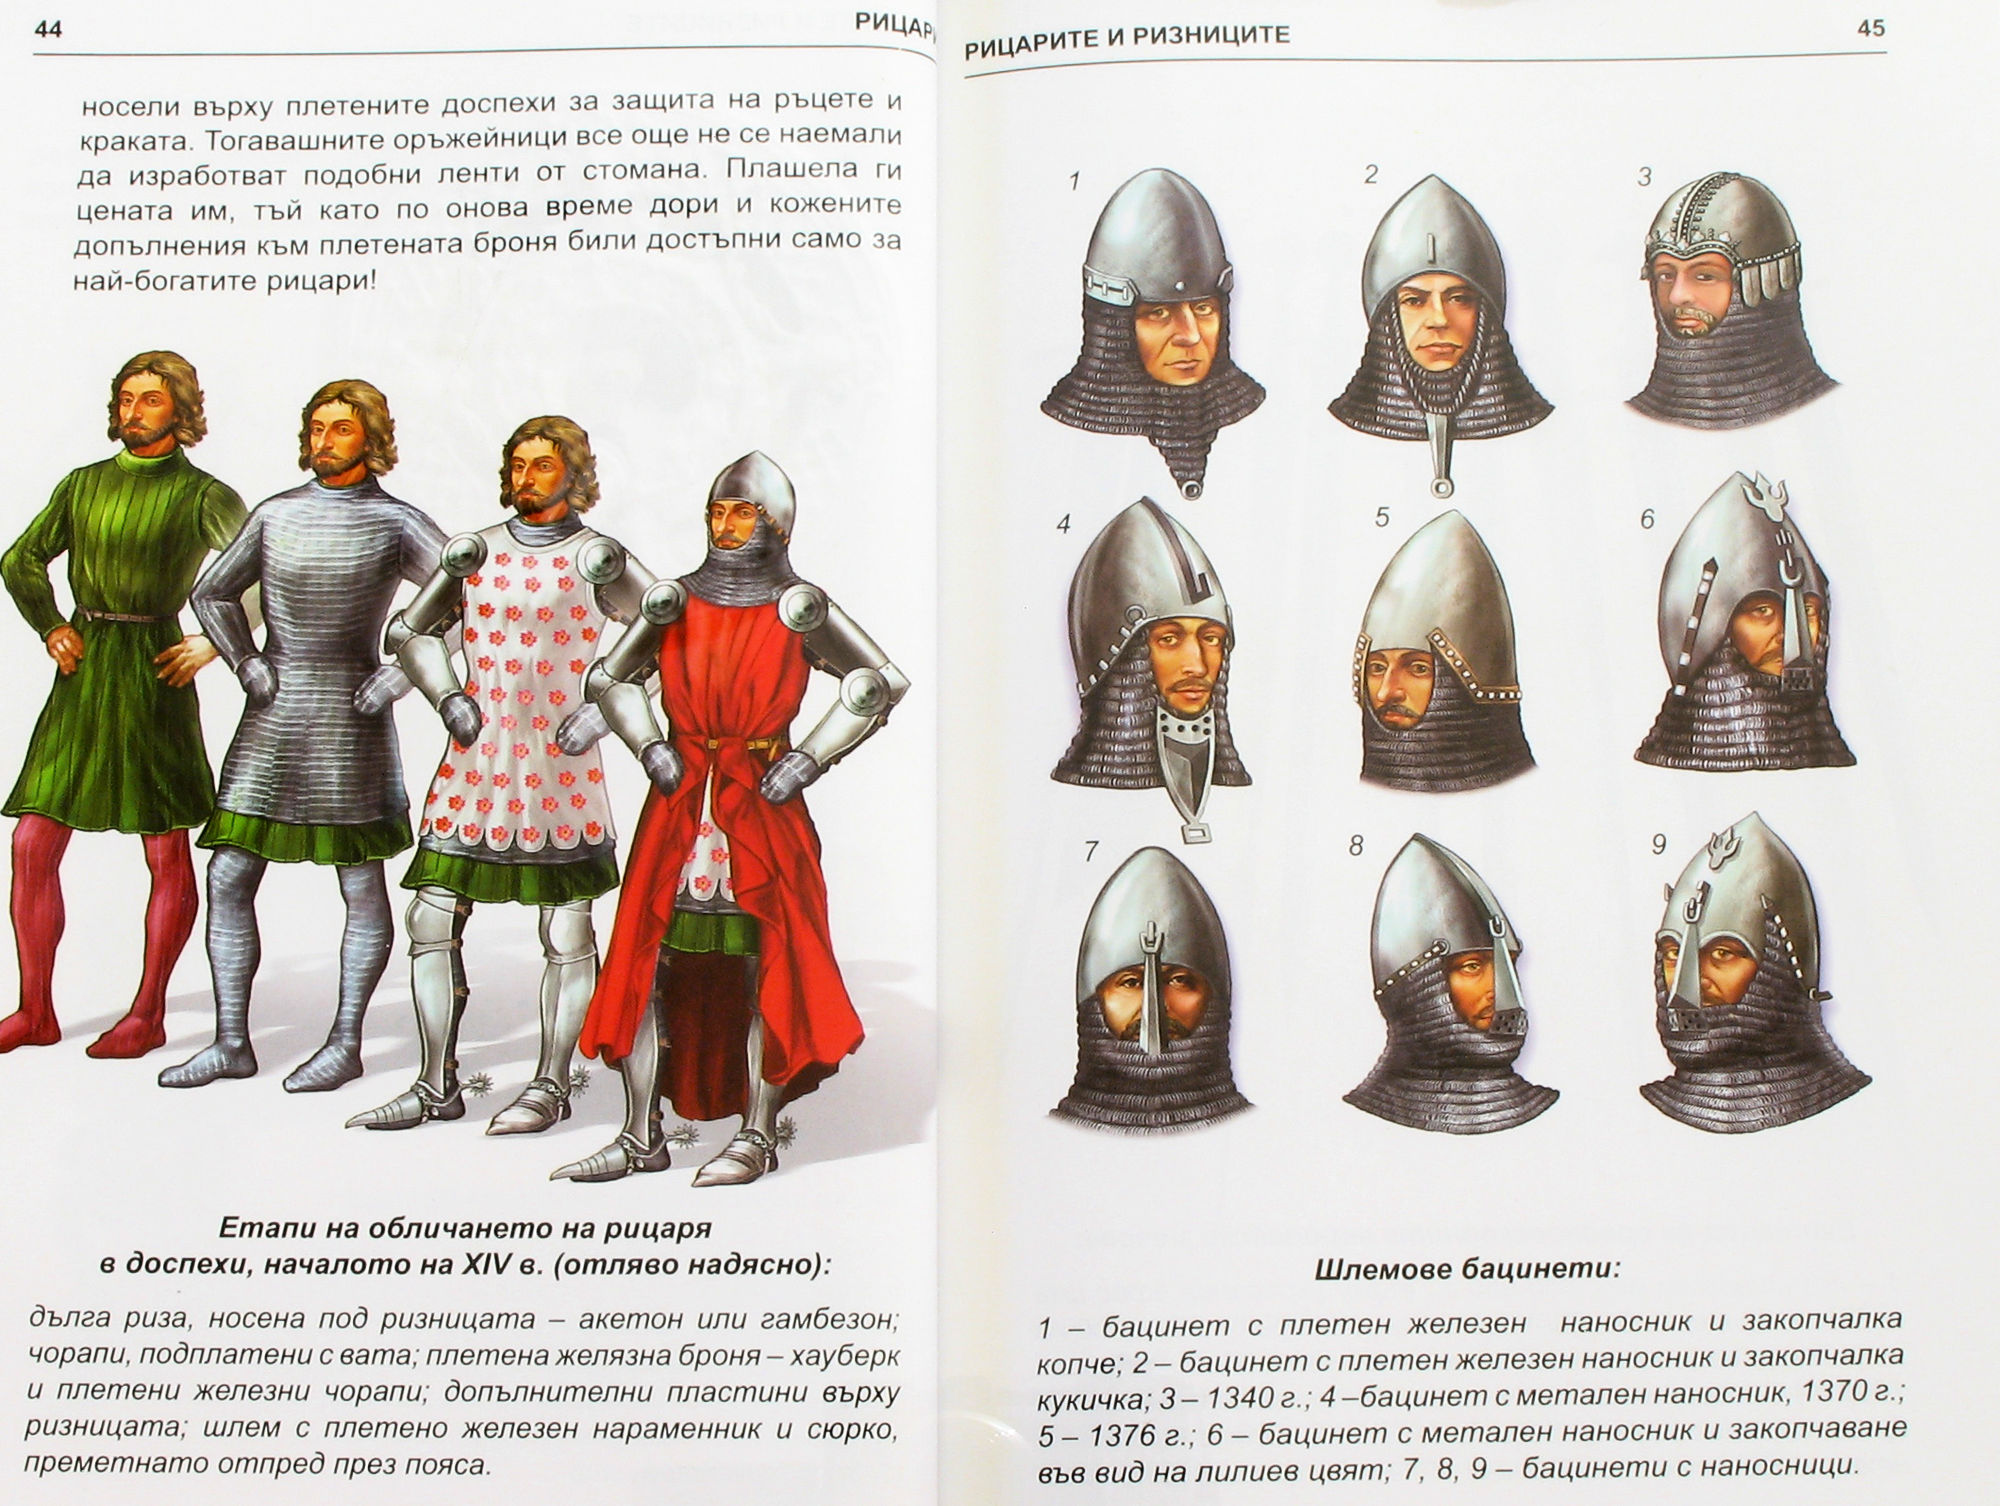 44
РИЦАР
носели върху плетените доспехи за защита на ръцете и
краката. Тогавашните оръжейници все още не се наемали
да изработват подобни ленти от стомана. Плашела ги
цената им, тъй като по онова време дори и кожените
допълнения към плетената броня били достъпни само за
най-богатите рицари!
Етапи на обличането на рицаря
в доспехи, началото на XIV в. (отляво надясно):
дълга риза, носена под ризницата – акетон или гамбезон;
чорапи, подплатени с вата; плетена желязна броня – хауберк
и плетени железни чорапи; допълнителни пластини върху
ризницата; шлем с плетено железен нараменник и сюрко,
преметнато отпред през пояса.
РИЦАРИТЕ И РИЗНИЦИТЕ
45
1
2
3
4
5
6
7
8
9
Шлемове бацинети:
1 – бацинет с плетен железен наносник и закопчалка
копче; 2 – бацинет с плетен железен наносник и закопчалка
кукичка; 3 – 1340 г.; 4 –бацинет с метален наносник, 1370 г.;
5 – 1376 г.; 6 – бацинет с метален наносник и закопчаване
във вид на лилиев цвят; 7, 8, 9 – бацинети с наносници.